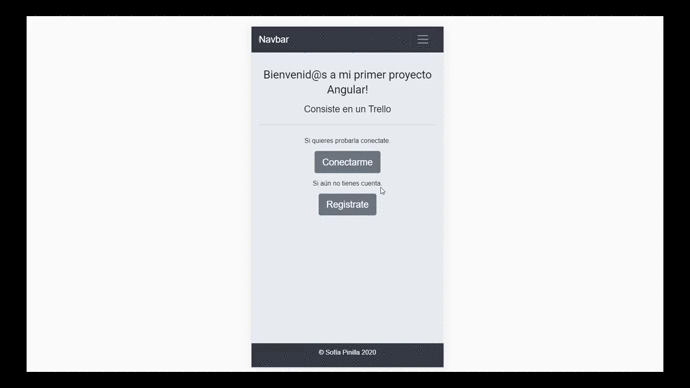 Navbar
Bienvenid@s a mi primer proyecto
Angular!
Consiste en un Trello
Si quieres probarla conectate
Conectarme
Si aún no tienes cuenta.
Registrate
© Sofía Pinilla 2020